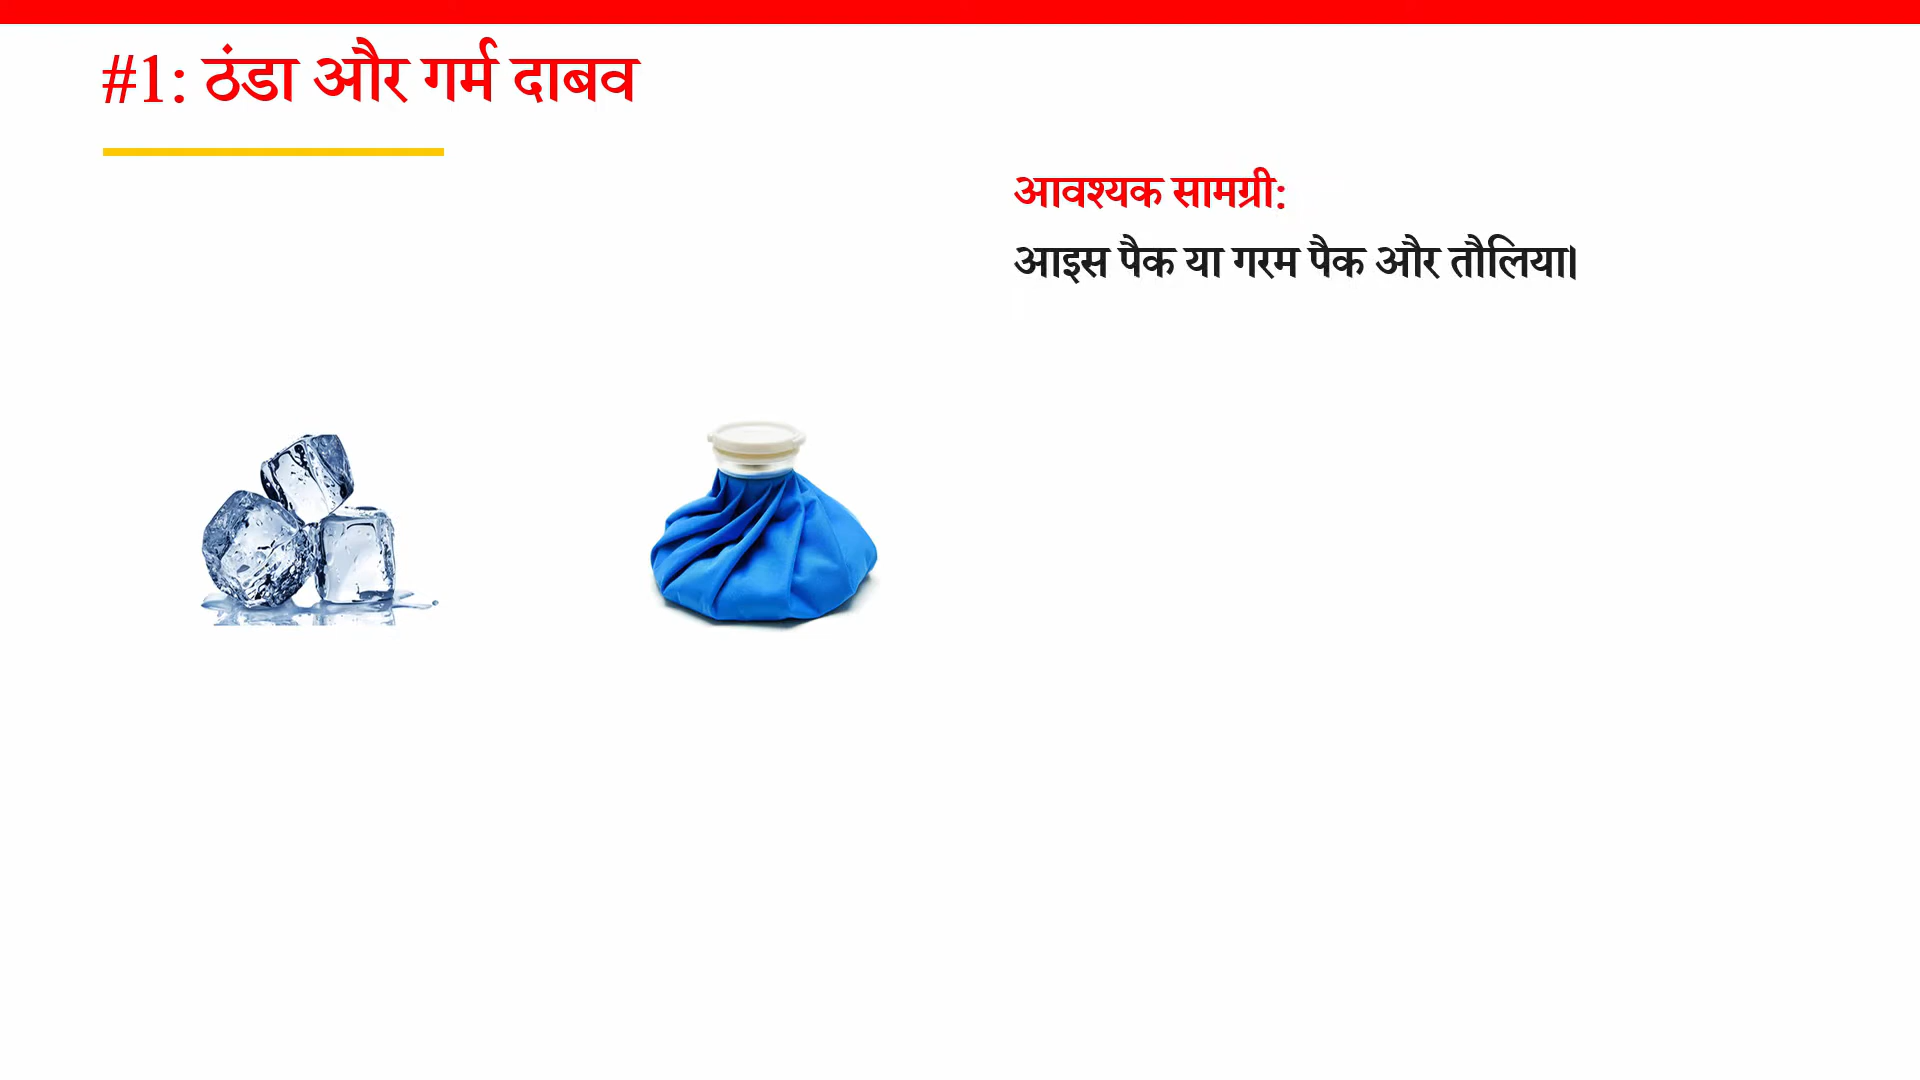 #1: ठंडा और गर्म दाबव
आवश्यक सामग्री:
आइस पैक या गरम पैक और तौलिया।